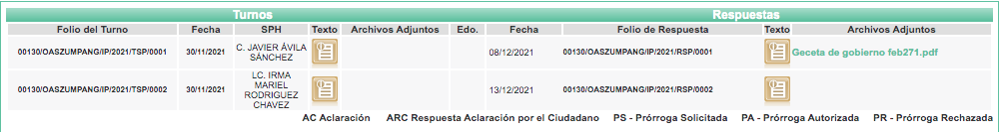 Turnos Respuestas
Folio del Turno Fecha SPH Texto Archivos Adjuntos Edo. Fecha Folio de Respuesta Texto Archivos Adjuntos
00130/OASZUMPANG/IP/2021/TSP/0001 30/11/2021 C. JAVIER ÁVILA SÁNCHEZ 08/12/2021 00130/OASZUMPANG/IP/2021/RSP/0001 Geceta de gobierno feb271.pdf
00130/OASZUMPANG/IP/2021/TSP/0002 30/11/2021 LC. IRMA MARIEL RODRIGUEZ CHAVEZ 13/12/2021 00130/OASZUMPANG/IP/2021/RSP/0002
AC Aclaración ARC Respuesta Aclaración por el Ciudadano PS - Prórroga Solicitada PA - Prórroga Autorizada PR - Prórroga Rechazada